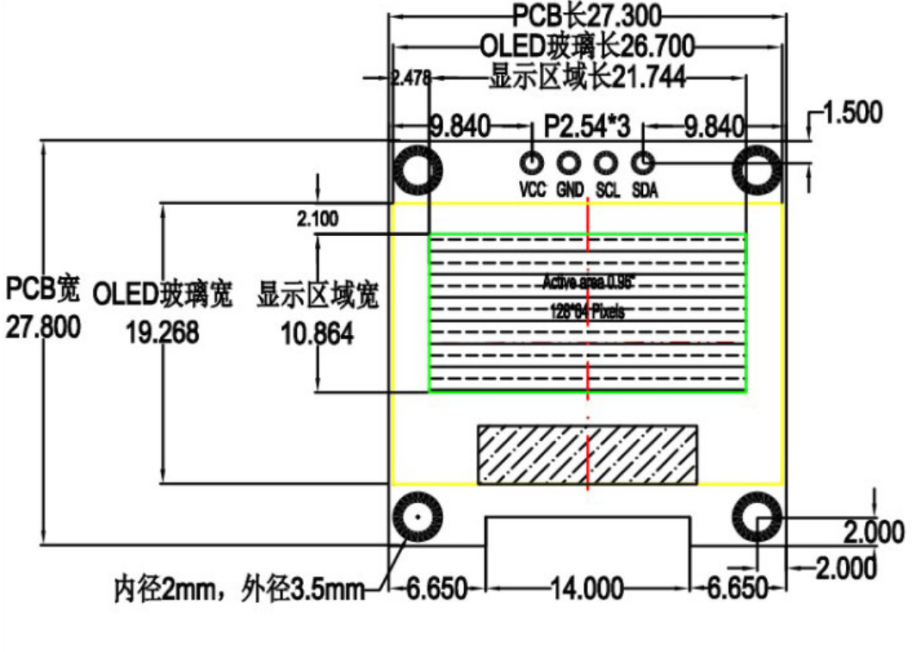 PCB长27.300
OLED玻璃长26.700
2.478
显示区域长21.744
9.840
P2.54*3
9.840
1.500
VCC GND SCL SDA
2.100
PCB宽
27.800
OLED玻璃宽
19.268
显示区域宽
10.864
Active area 0.96"
128*64 Pixels
2.000
2.000
内径2mm，外径3.5mm
6.650
14.000
6.650